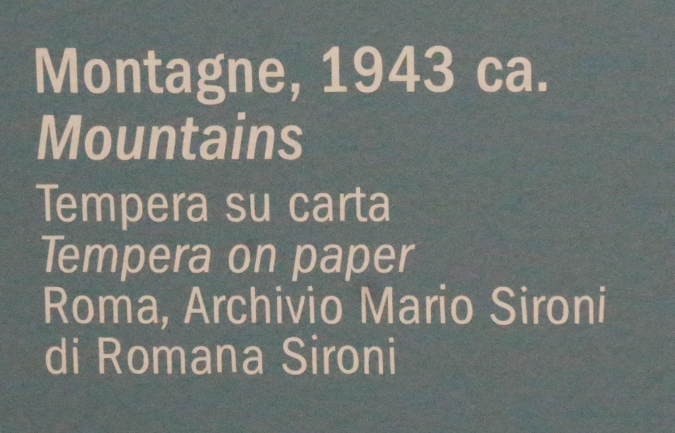 Montagne, 1943 ca.
Mountains
Tempera su carta
Tempera on paper
Roma, Archivio Mario Sironi
di Romana Sironi